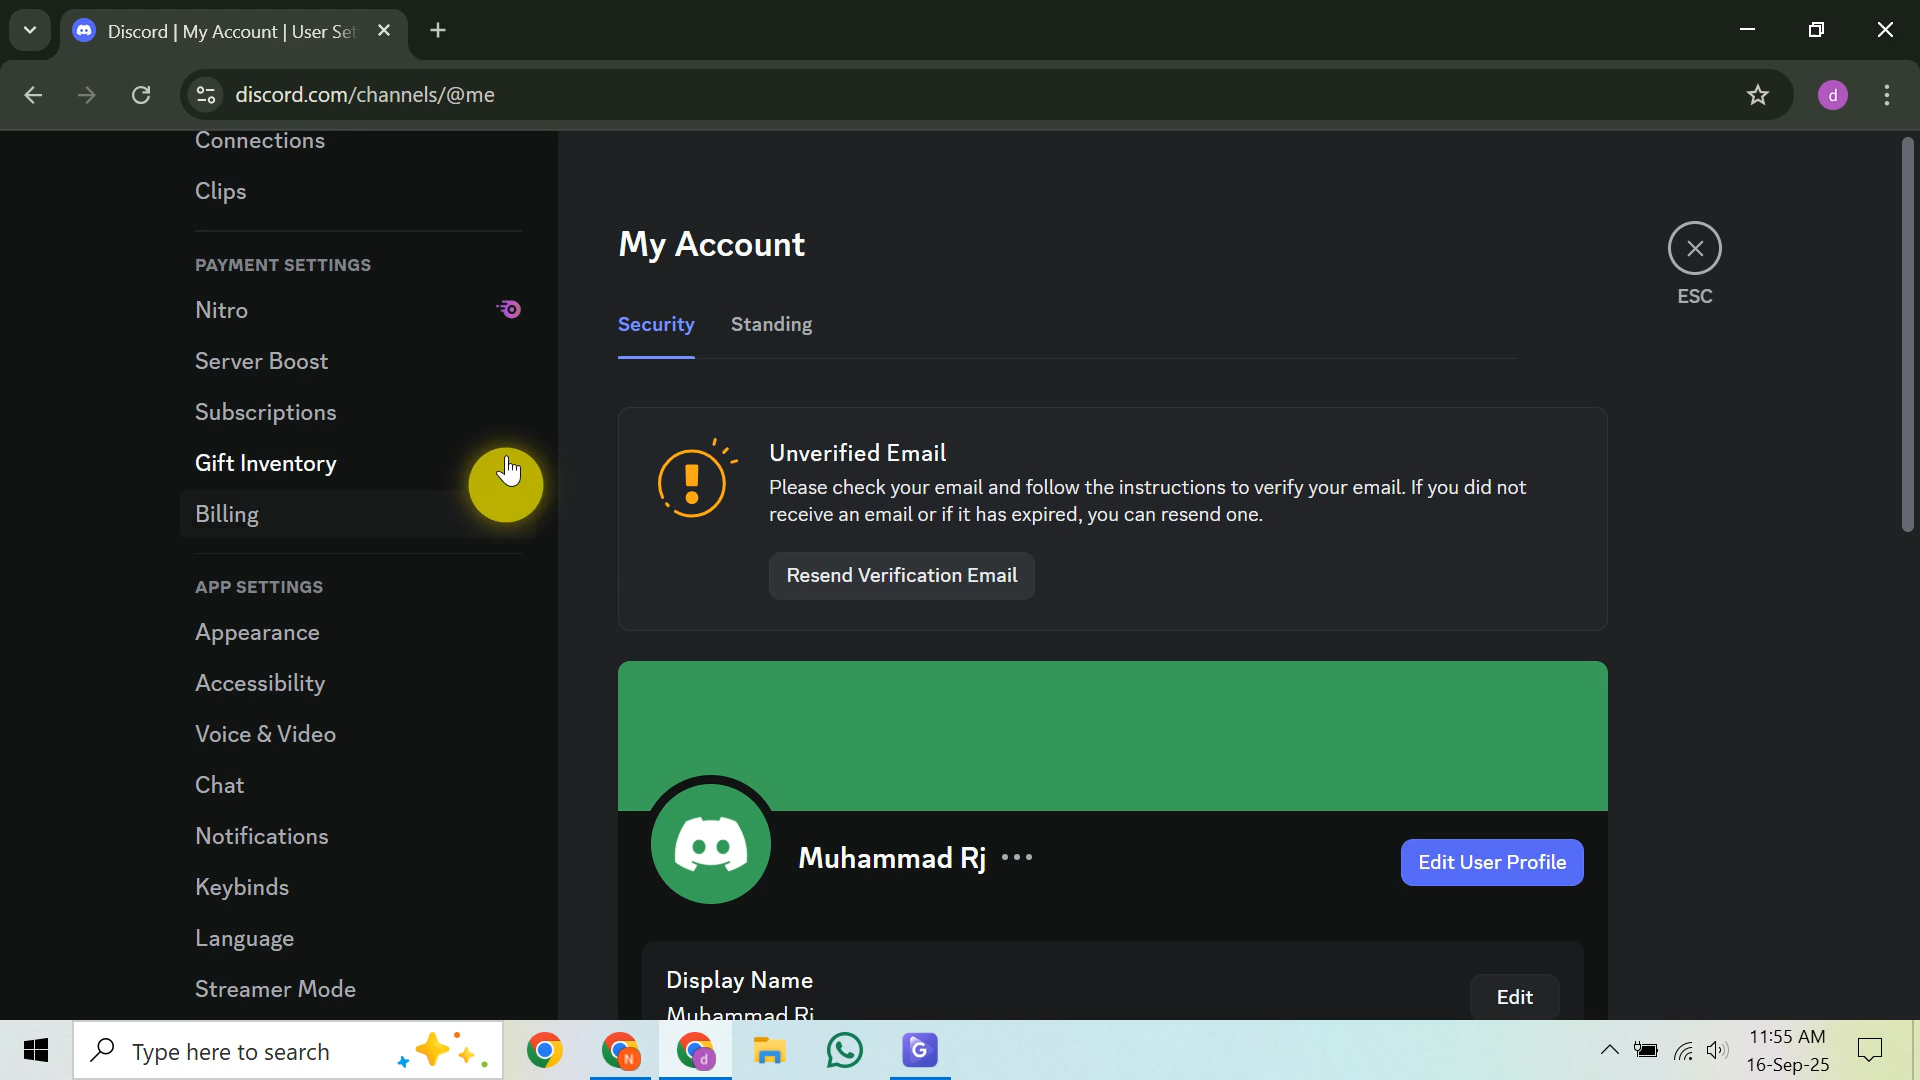 Discord | My Account | User Set
discord.com/channels/@me
d
Connections
Clips
PAYMENT SETTINGS
Nitro
Server Boost
Subscriptions
Gift Inventory
Billing
APP SETTINGS
Appearance
Accessibility
Voice & Video
Chat
Notifications
Keybinds
Language
Streamer Mode
My Account
ESC
Security
Standing
Unverified Email
Please check your email and follow the instructions to verify your email. If you did not
receive an email or if it has expired, you can resend one.
Resend Verification Email
Muhammad Rj
Edit User Profile
Display Name
Muhammad Rj
Edit
Type here to search
N
d
G
11:55 AM
16-Sep-25